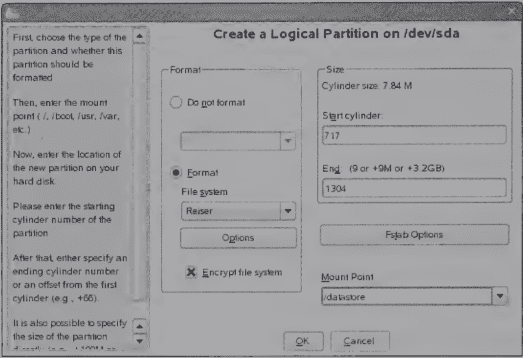 Create a Logical Partition on /dev/sda
First, choose the type of the
partition and whether this
partition should be
formatted
Then, enter the mount
point ( /, /boot, /usr, /var,
etc.)
Now, enter the location of
the new partition on your
hard disk.
Please enter the starting
cylinder number of the
partition
After that, either specify an
ending cylinder number
or an offset from the first
cylinder (e.g., +66).
It is also possible to specify
the size of the partition
Format
Do not format
Format
File system
Reiser
Options
Encrypt file system
Size
Cylinder size: 7.84 M
Start cylinder:
717
End: (9 or +9M or +3.2GB)
1304
Fstab Options
Mount Point
/datastore
OK
Cancel